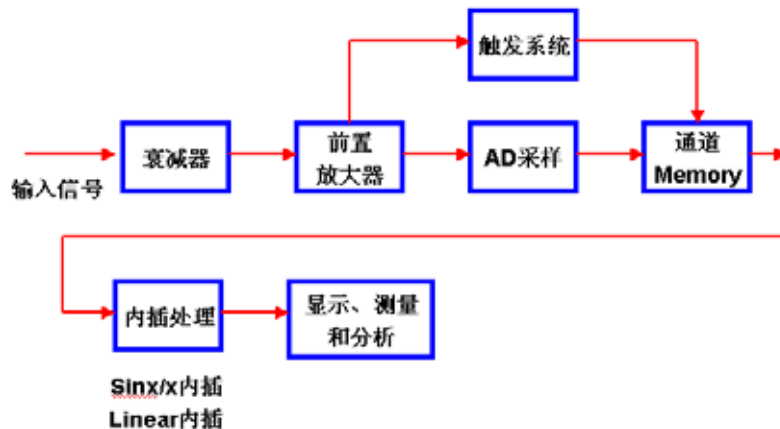 触发系统
输入信号
衰减器
前置
放大器
AD采样
通道
Memory
内插处理
显示、测量
和分析
Sinx/x内插
Linear内插